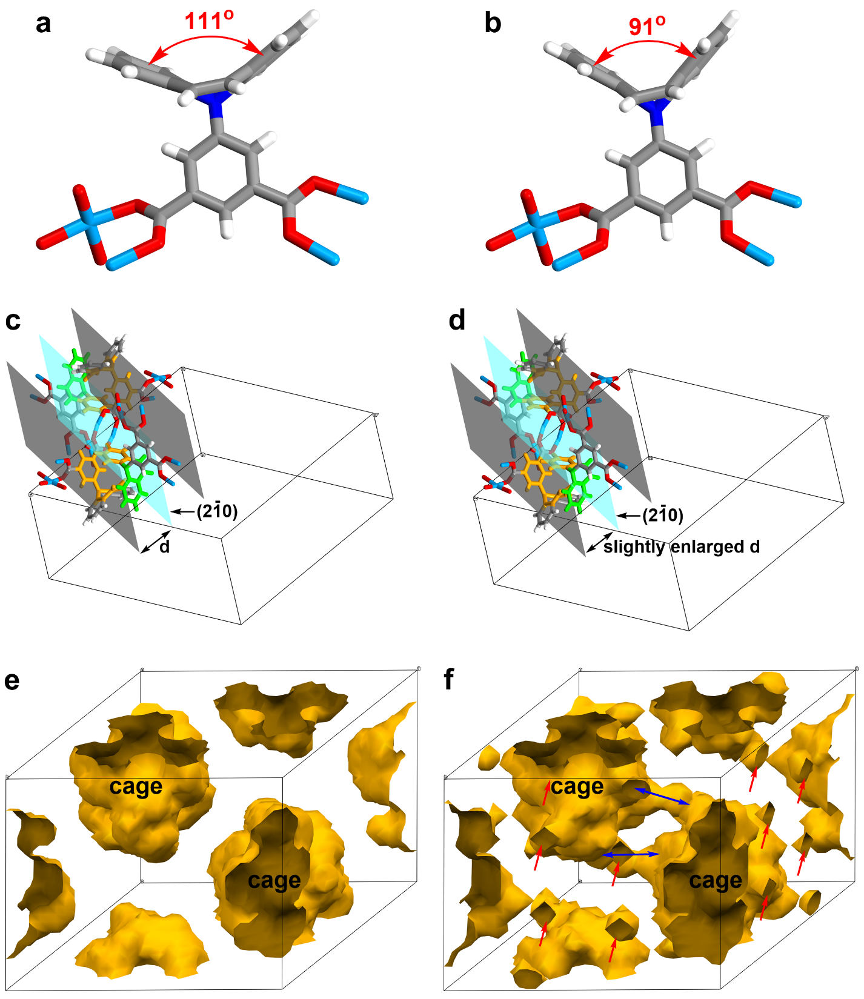 a
111°
b
91°
c
(21̄0)
d
d
(21̄0)
slightly enlarged d
e
cage
cage
f
cage
cage